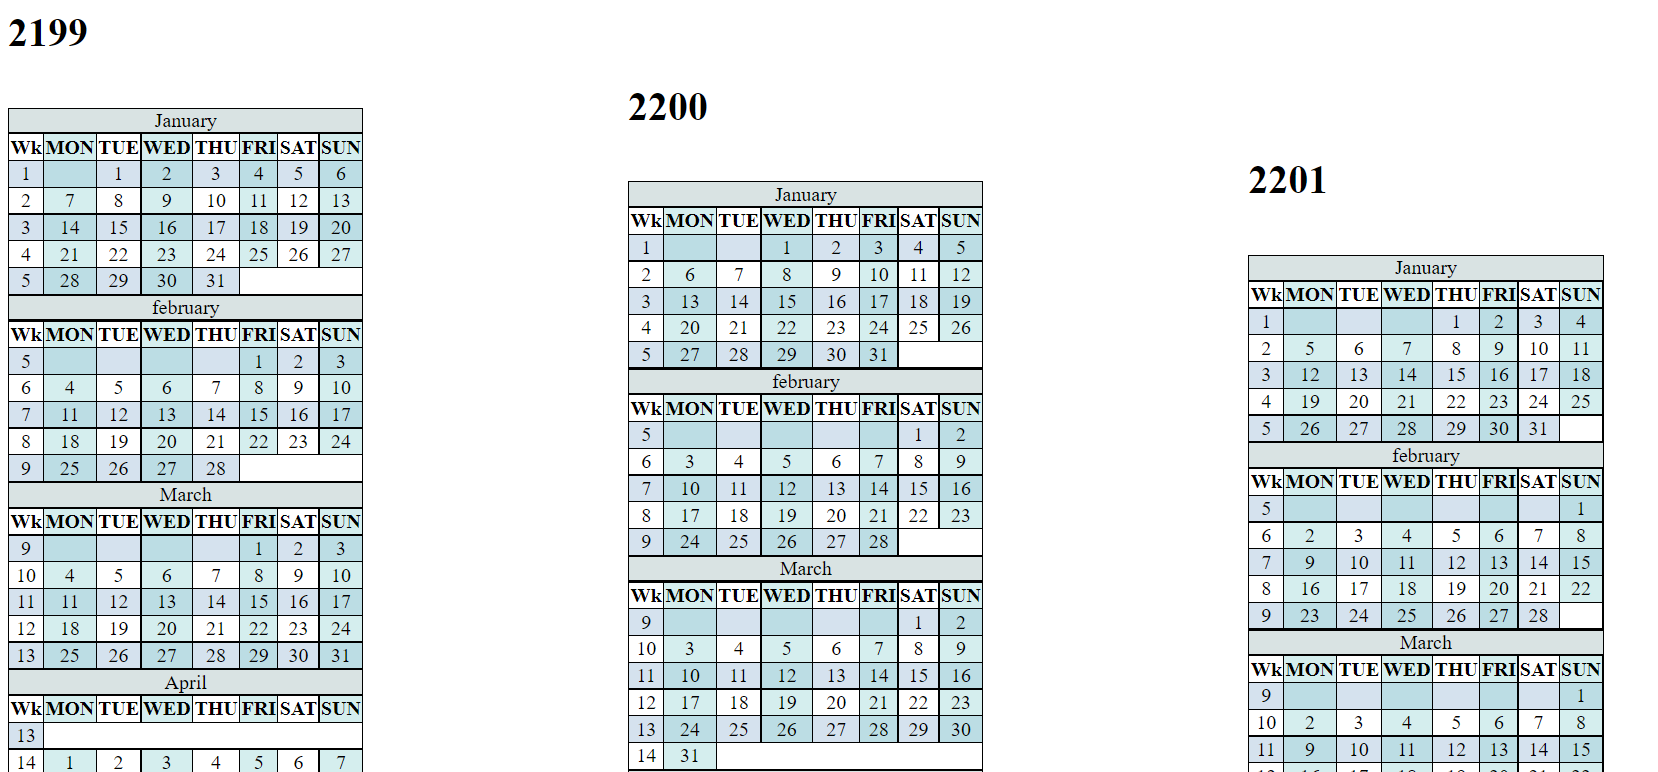 2199
January
Wk MON TUE WED THU FRI SAT SUN
1 1 2 3 4 5 6
2 7 8 9 10 11 12 13
3 14 15 16 17 18 19 20
4 21 22 23 24 25 26 27
5 28 29 30 31
february
Wk MON TUE WED THU FRI SAT SUN
5 1 2 3
6 4 5 6 7 8 9 10
7 11 12 13 14 15 16 17
8 18 19 20 21 22 23 24
9 25 26 27 28
March
Wk MON TUE WED THU FRI SAT SUN
9 1 2 3
10 4 5 6 7 8 9 10
11 11 12 13 14 15 16 17
12 18 19 20 21 22 23 24
13 25 26 27 28 29 30 31
April
Wk MON TUE WED THU FRI SAT SUN
13
14 1 2 3 4 5 6 7
2200
January
Wk MON TUE WED THU FRI SAT SUN
1 1 2 3 4 5
2 6 7 8 9 10 11 12
3 13 14 15 16 17 18 19
4 20 21 22 23 24 25 26
5 27 28 29 30 31
february
Wk MON TUE WED THU FRI SAT SUN
5 1 2
6 3 4 5 6 7 8 9
7 10 11 12 13 14 15 16
8 17 18 19 20 21 22 23
9 24 25 26 27 28
March
Wk MON TUE WED THU FRI SAT SUN
9 1 2
10 3 4 5 6 7 8 9
11 10 11 12 13 14 15 16
12 17 18 19 20 21 22 23
13 24 25 26 27 28 29 30
14 31
2201
January
Wk MON TUE WED THU FRI SAT SUN
1 1 2 3 4
2 5 6 7 8 9 10 11
3 12 13 14 15 16 17 18
4 19 20 21 22 23 24 25
5 26 27 28 29 30 31
february
Wk MON TUE WED THU FRI SAT SUN
5 1
6 2 3 4 5 6 7 8
7 9 10 11 12 13 14 15
8 16 17 18 19 20 21 22
9 23 24 25 26 27 28
March
Wk MON TUE WED THU FRI SAT SUN
9 1
10 2 3 4 5 6 7 8
11 9 10 11 12 13 14 15